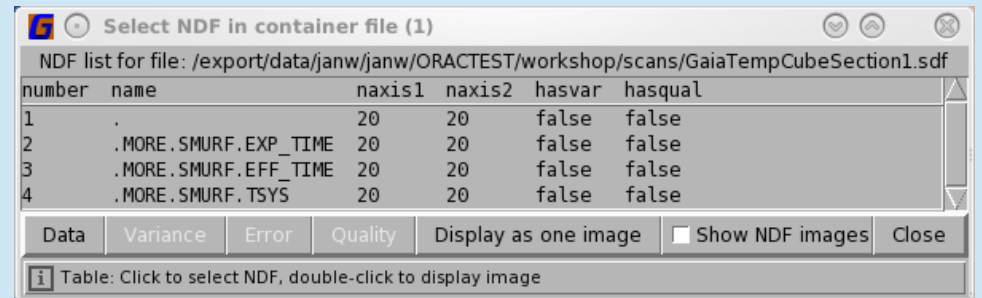 G Select NDF in container file (1)
NDF list for file: /export/data/janw/janw/ORACTEST/workshop/scans/GaiaTempCubeSection1.sdf
number name naxis1 naxis2 hasvar hasqual
1 . 20 20 false false
2 .MORE.SMURF.EXP_TIME 20 20 false false
3 .MORE.SMURF.EFF_TIME 20 20 false false
4 .MORE.SMURF.TSYS 20 20 false false
Data Variance Error Quality Display as one image Show NDF images Close
i Table: Click to select NDF, double-click to display image